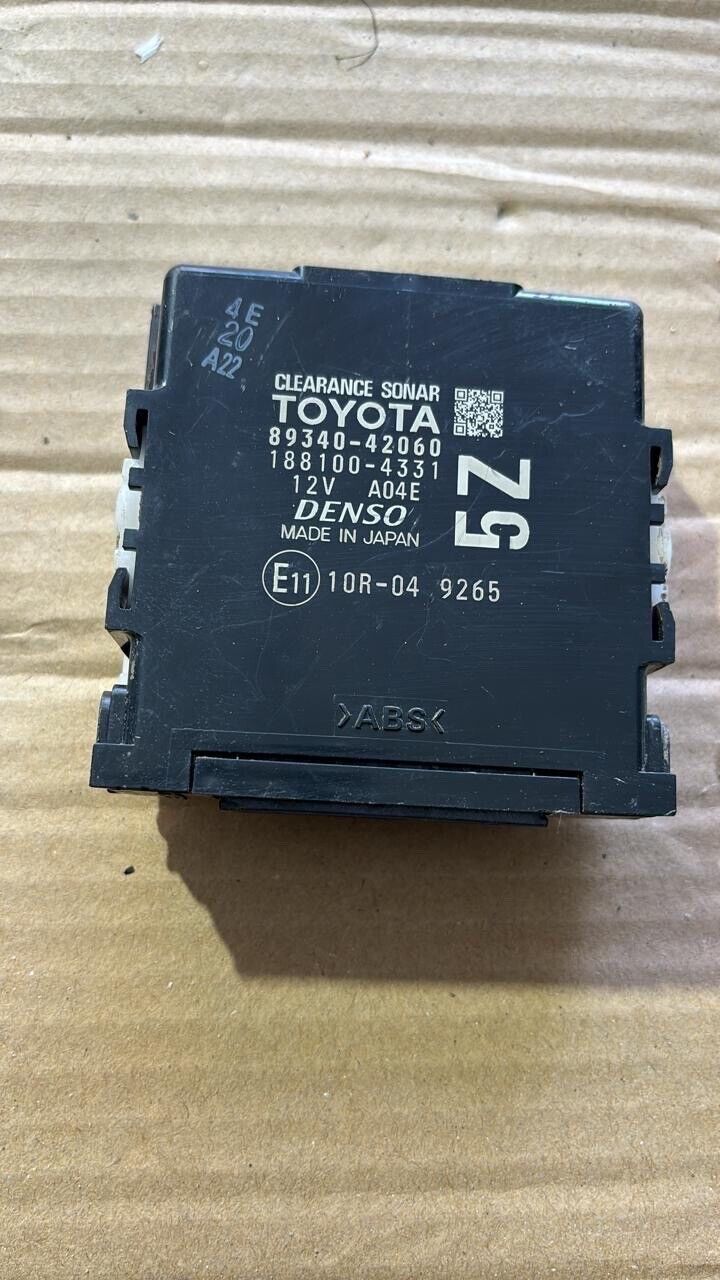 4E
20
A22
CLEARANCE SONAR
TOYOTA
89340-42060
188100-4331
12V A04E
DENSO
MADE IN JAPAN
5Z
E11 10R-04 9265
>ABS<